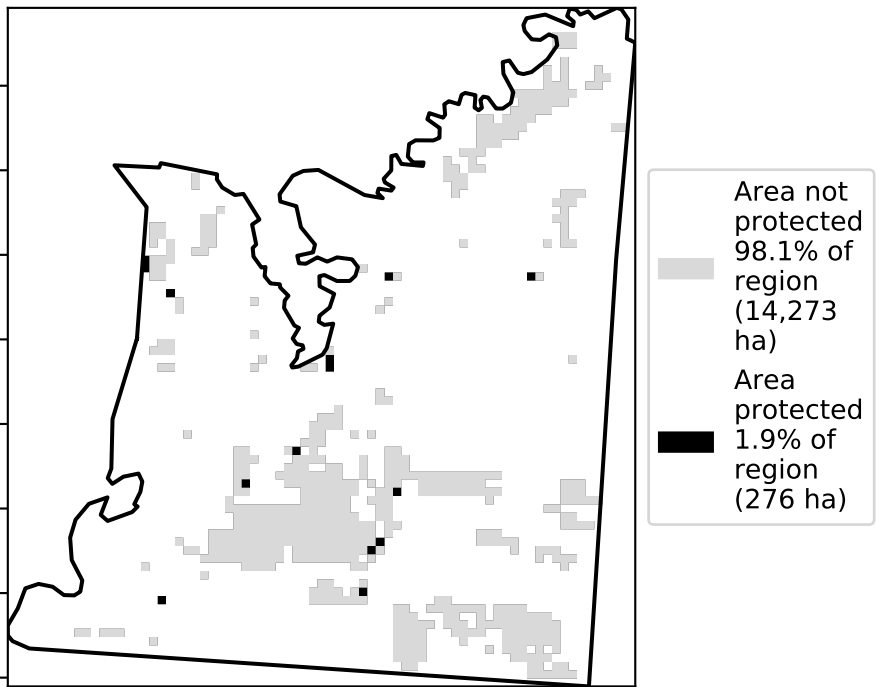 Area not
protected
98.1% of
region
(14,273
ha)
Area
protected
1.9% of
region
(276 ha)